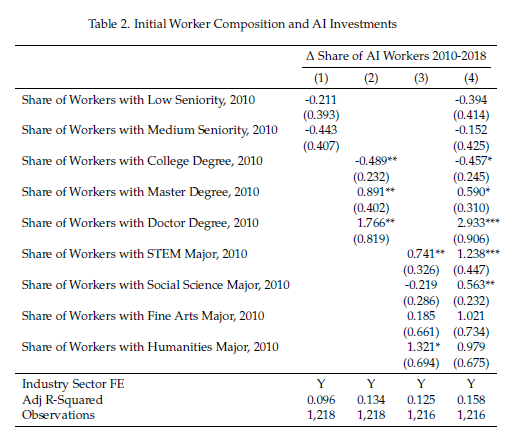 Table 2. Initial Worker Composition and AI Investments
Δ Share of AI Workers 2010-2018
(1) (2) (3) (4)
Share of Workers with Low Seniority, 2010 -0.211 -0.394
(0.393) (0.414)
Share of Workers with Medium Seniority, 2010 -0.443 -0.152
(0.407) (0.425)
Share of Workers with College Degree, 2010 -0.489** -0.457*
(0.232) (0.245)
Share of Workers with Master Degree, 2010 0.891** 0.590*
(0.402) (0.310)
Share of Workers with Doctor Degree, 2010 1.766** 2.933***
(0.819) (0.906)
Share of Workers with STEM Major, 2010 0.741** 1.238***
(0.326) (0.447)
Share of Workers with Social Science Major, 2010 -0.219 0.563**
(0.286) (0.232)
Share of Workers with Fine Arts Major, 2010 0.185 1.021
(0.661) (0.734)
Share of Workers with Humanities Major, 2010 1.321* 0.979
(0.694) (0.675)
Industry Sector FE Y Y Y Y
Adj R-Squared 0.096 0.134 0.125 0.158
Observations 1,218 1,218 1,216 1,216